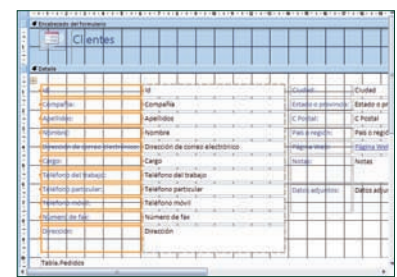 Encabezado del formulario
Clientes
Detalle
Id Id Ciudad: Ciudad
Compañía: Compañía Estado o provincia: Estado o pr
Apellidos: Apellidos C Postal: C Postal
Nombre: Nombre País o región: País o regió
Dirección de correo electrónico: Dirección de correo electrónico Página Web: Página Web
Cargo: Cargo Notas: Notas
Teléfono del trabajo: Teléfono del trabajo
Teléfono particular: Teléfono particular Datos adjuntos: Datos adjun
Teléfono móvil: Teléfono móvil
Número de fax: Número de fax
Dirección: Dirección
Tabla.Pedidos